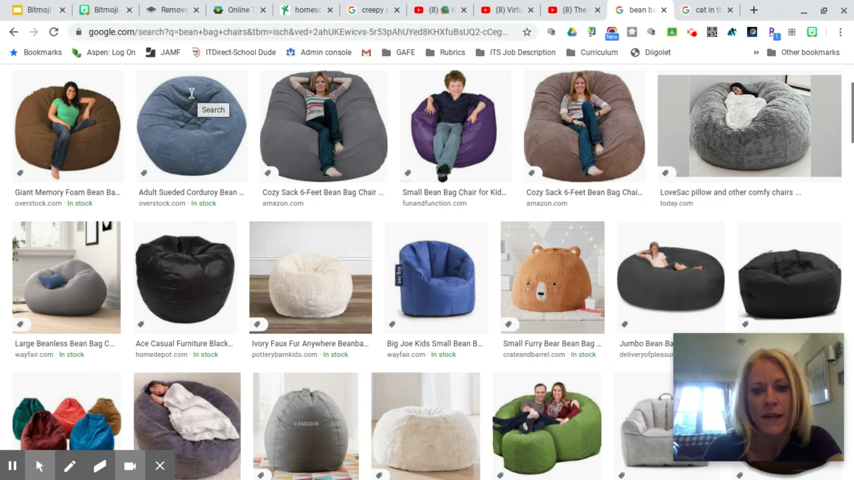 Bitmoji
Bitmoji
Remove
Online T
homesc
creepy p
(8)
(8) Virtu
(8) The
bean ba
cat in th
google.com/search?q=bean+bag+chairs&tbm=isch&ved=2ahUKEwicvs-5r53pAhUYed8KHXfuBsUQ2-cCeg...
New
Bookmarks
Aspen: Log On
JAMF
ITDirect-School Dude
Admin console
GAFE
Rubrics
ITS Job Description
Curriculum
Diigolet
»
Other bookmarks
Search
Giant Memory Foam Bean Ba...
overstock.com · In stock
Adult Sueded Corduroy Bean ...
overstock.com · In stock
Cozy Sack 6-Feet Bean Bag Chair ...
amazon.com
Small Bean Bag Chair for Kid...
funandfunction.com
Cozy Sack 6-Feet Bean Bag Chai...
amazon.com
LoveSac pillow and other comfy chairs ...
today.com
Large Beanless Bean Bag C...
wayfair.com · In stock
Ace Casual Furniture Black...
homedepot.com · In stock
Ivory Faux Fur Anywhere Beanba...
potterybarnkids.com · In stock
Big Joe Kids Small Bean B...
wayfair.com · In stock
Small Furry Bear Bean Bag ...
crateandbarrel.com · In stock
Jumbo Bean Ba
deliveryofpleasu
CAMERON